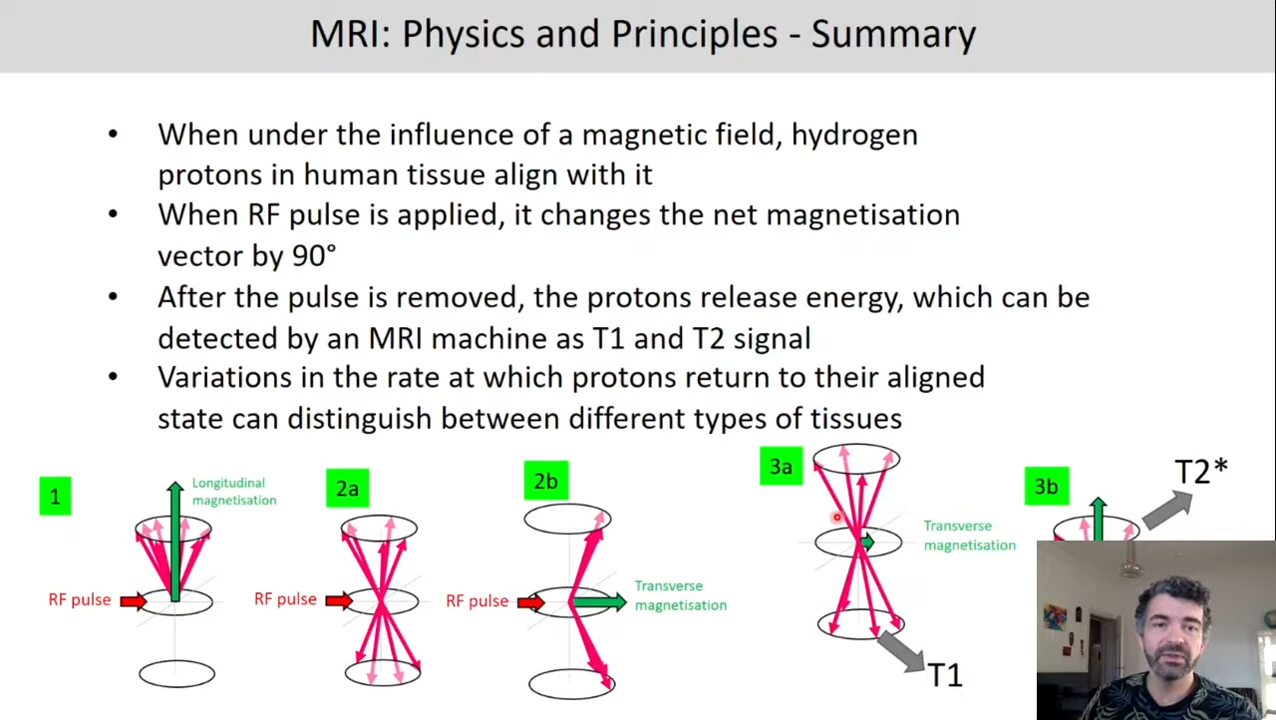 MRI: Physics and Principles - Summary
• When under the influence of a magnetic field, hydrogen
protons in human tissue align with it
• When RF pulse is applied, it changes the net magnetisation
vector by 90°
• After the pulse is removed, the protons release energy, which can be
detected by an MRI machine as T1 and T2 signal
• Variations in the rate at which protons return to their aligned
state can distinguish between different types of tissues
1
Longitudinal
magnetisation
RF pulse
2a
RF pulse
2b
RF pulse
Transverse
magnetisation
3a
Transverse
magnetisation
T1
3b
T2*